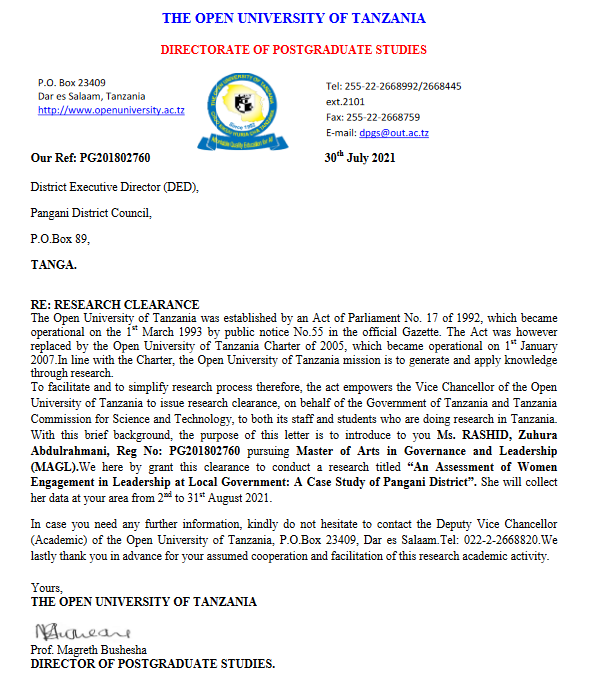 THE OPEN UNIVERSITY OF TANZANIA
DIRECTORATE OF POSTGRADUATE STUDIES
P.O. Box 23409
Dar es Salaam, Tanzania
http://www.openuniversity.ac.tz
Tel: 255-22-2668992/2668445
ext.2101
Fax: 255-22-2668759
E-mail: dpgs@out.ac.tz
THE OPEN UNIVERSITY OF TANZANIA
Since 1992
Affordable Quality Education for All
Our Ref: PG201802760
30th July 2021
District Executive Director (DED),
Pangani District Council,
P.O.Box 89,
TANGA.
RE: RESEARCH CLEARANCE
The Open University of Tanzania was established by an Act of Parliament No. 17 of 1992, which became
operational on the 1st March 1993 by public notice No.55 in the official Gazette. The Act was however
replaced by the Open University of Tanzania Charter of 2005, which became operational on 1st January
2007.In line with the Charter, the Open University of Tanzania mission is to generate and apply knowledge
through research.
To facilitate and to simplify research process therefore, the act empowers the Vice Chancellor of the Open
University of Tanzania to issue research clearance, on behalf of the Government of Tanzania and Tanzania
Commission for Science and Technology, to both its staff and students who are doing research in Tanzania.
With this brief background, the purpose of this letter is to introduce to you Ms. RASHID, Zuhura
Abdulrahmani, Reg No: PG201802760 pursuing Master of Arts in Governance and Leadership
(MAGL).We here by grant this clearance to conduct a research titled “An Assessment of Women
Engagement in Leadership at Local Government: A Case Study of Pangani District”. She will collect
her data at your area from 2nd to 31st August 2021.
In case you need any further information, kindly do not hesitate to contact the Deputy Vice Chancellor
(Academic) of the Open University of Tanzania, P.O.Box 23409, Dar es Salaam.Tel: 022-2-2668820.We
lastly thank you in advance for your assumed cooperation and facilitation of this research academic activity.
Yours,
THE OPEN UNIVERSITY OF TANZANIA
Prof. Magreth Bushesha
DIRECTOR OF POSTGRADUATE STUDIES.